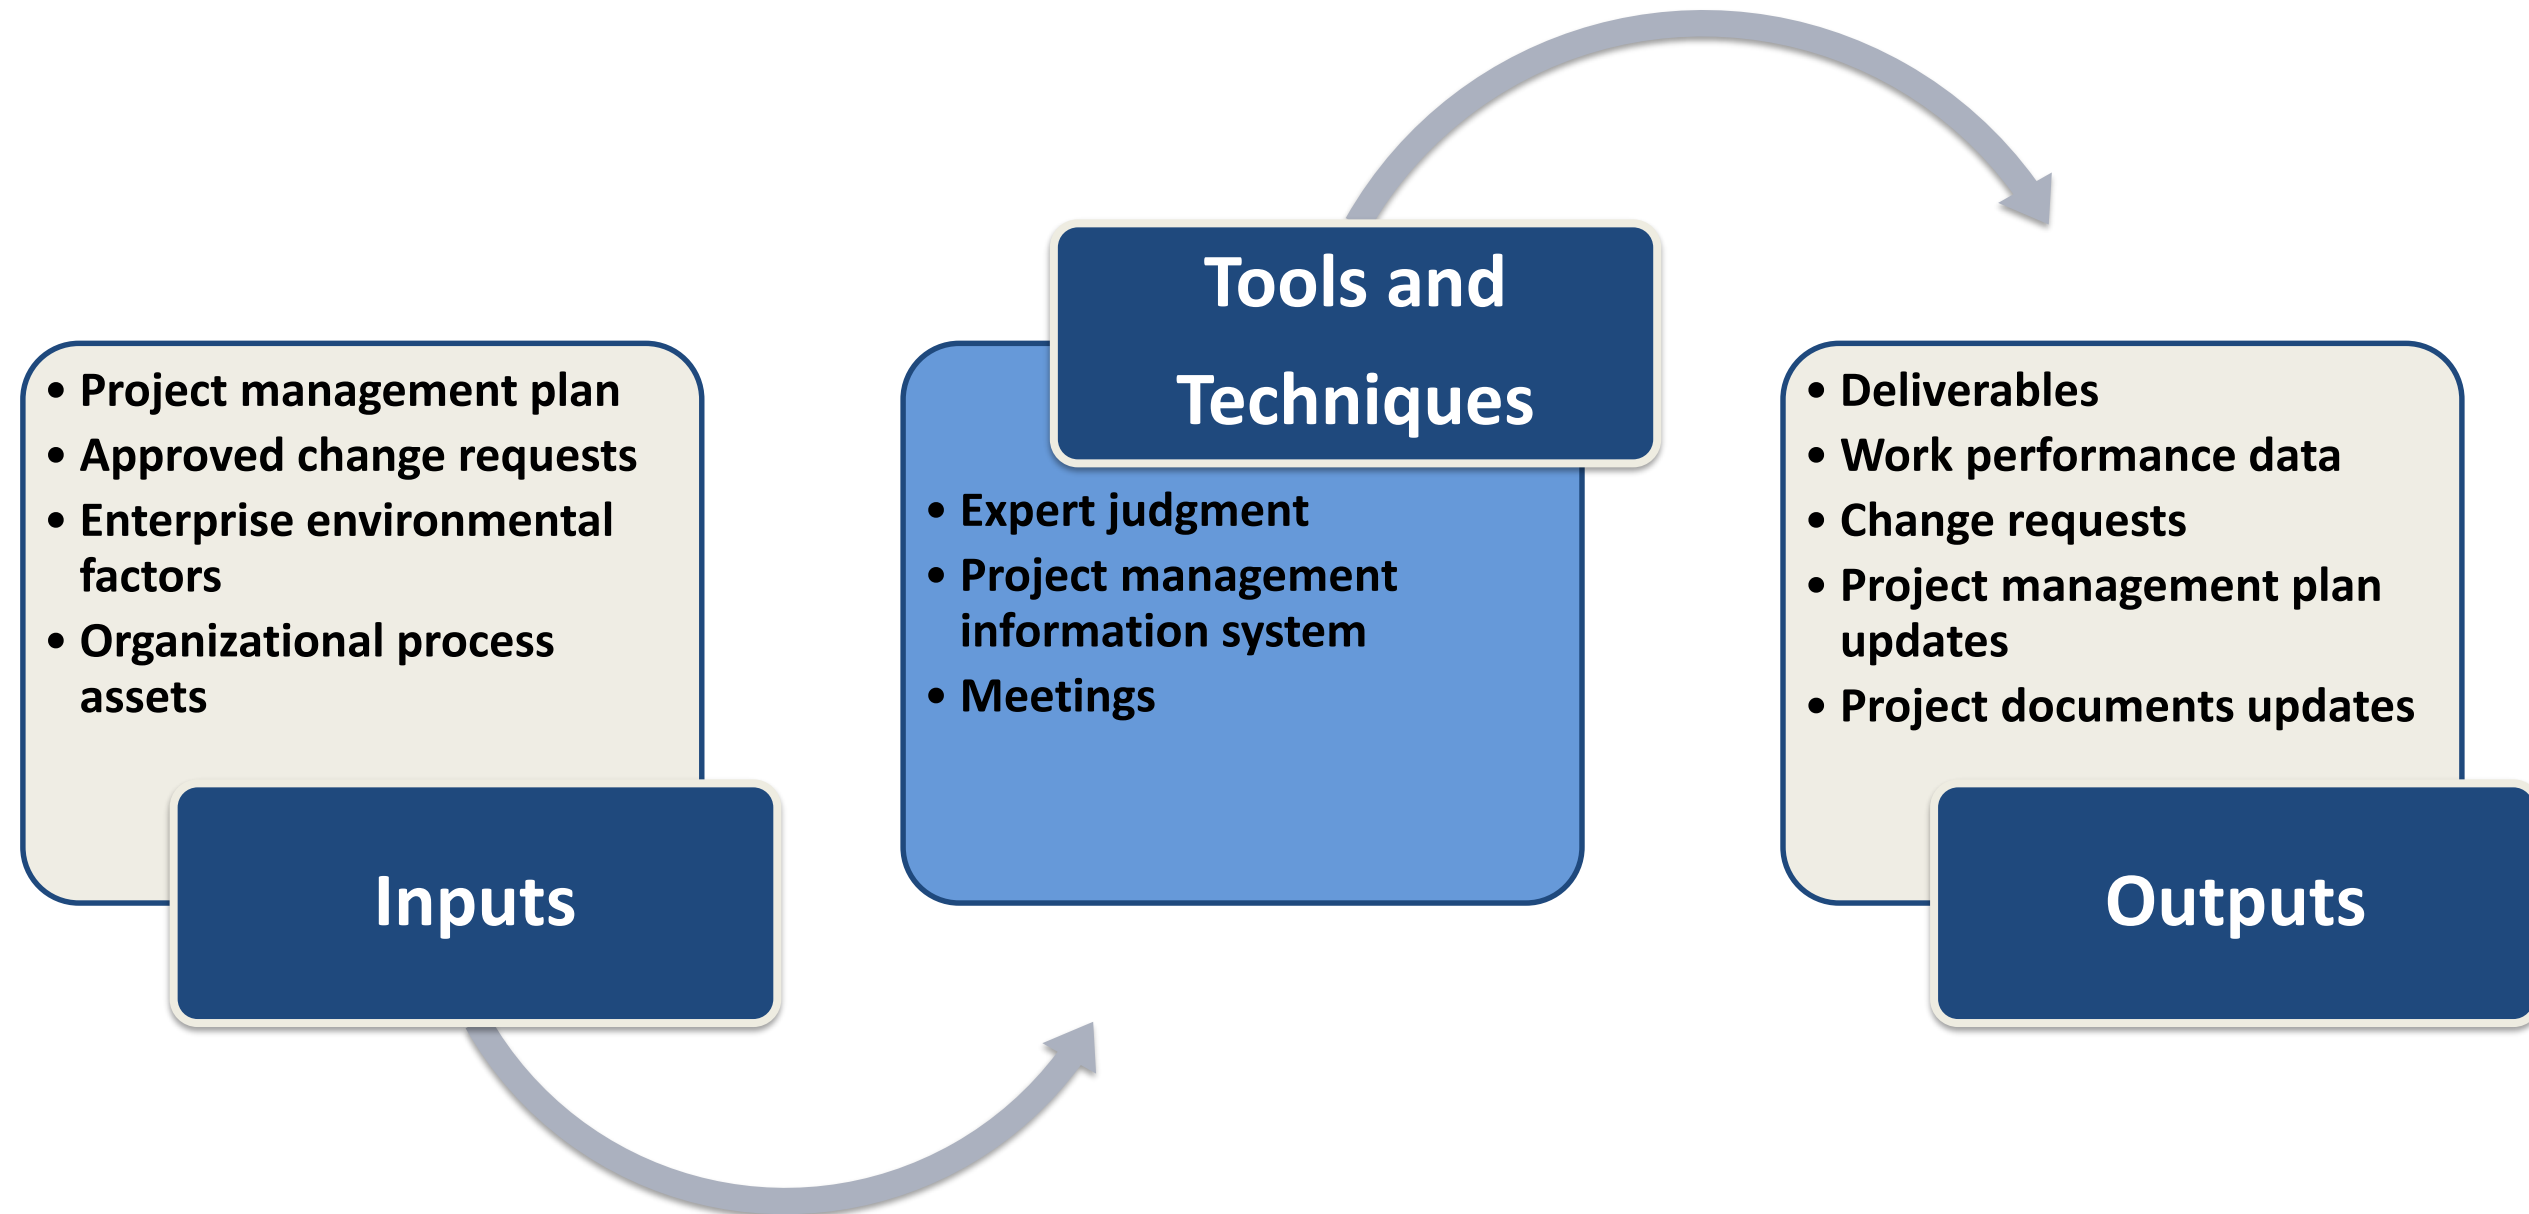 • Project management plan
• Approved change requests
• Enterprise environmental
factors
• Organizational process
assets
Inputs
Tools and
Techniques
• Expert judgment
• Project management
information system
• Meetings
• Deliverables
• Work performance data
• Change requests
• Project management plan
updates
• Project documents updates
Outputs